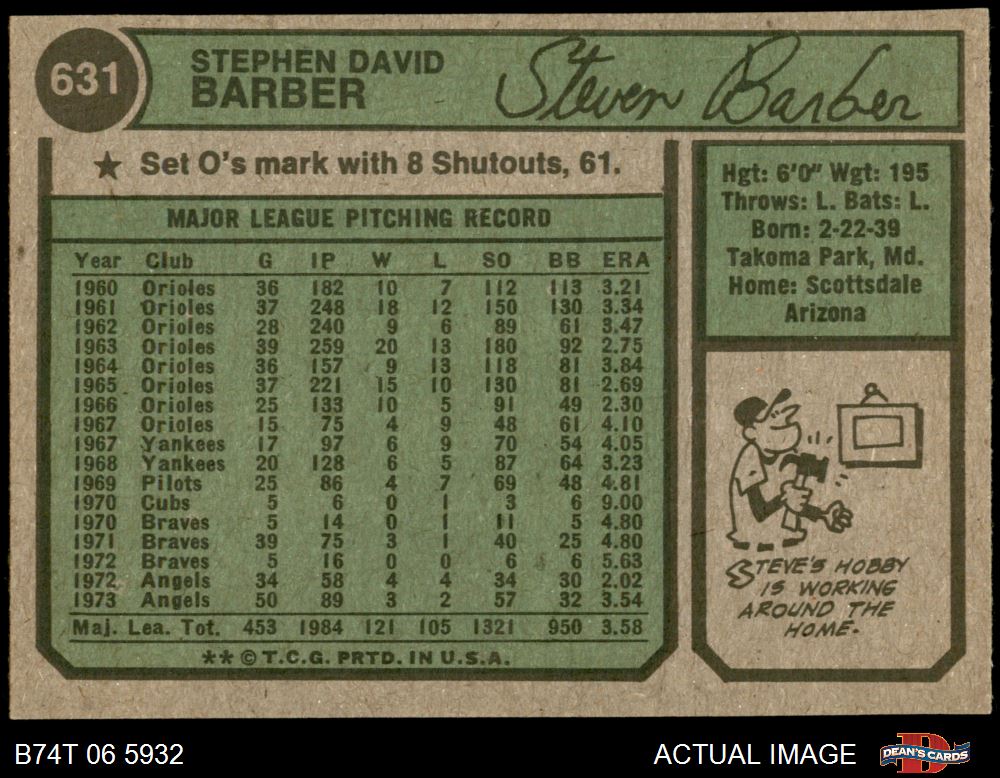 631
STEPHEN DAVID
BARBER
Steven Barber
★ Set O's mark with 8 Shutouts, 61.
MAJOR LEAGUE PITCHING RECORD
Year Club G IP W L SO BB ERA
1960 Orioles 36 182 10 7 112 113 3.21
1961 Orioles 37 248 18 12 150 130 3.34
1962 Orioles 28 240 9 6 89 61 3.47
1963 Orioles 39 259 20 13 180 92 2.75
1964 Orioles 36 157 9 13 118 81 3.84
1965 Orioles 37 221 15 10 130 81 2.69
1966 Orioles 25 133 10 5 91 49 2.30
1967 Orioles 15 75 4 9 48 61 4.10
1967 Yankees 17 97 6 9 70 54 4.05
1968 Yankees 20 128 6 5 87 64 3.23
1969 Pilots 25 86 4 7 69 48 4.81
1970 Cubs 5 6 0 1 3 6 9.00
1970 Braves 5 14 0 1 11 5 4.80
1971 Braves 39 75 3 1 40 25 4.80
1972 Braves 5 16 0 0 6 6 5.63
1972 Angels 34 58 4 4 34 30 2.02
1973 Angels 50 89 3 2 57 32 3.54
Maj. Lea. Tot. 453 1984 121 105 1321 950 3.58
**©T.C.G. PRTD. IN U.S.A.
Hgt: 6'0" Wgt: 195
Throws: L. Bats: L.
Born: 2-22-39
Takoma Park, Md.
Home: Scottsdale
Arizona
STEVE'S HOBBY
IS WORKING
AROUND THE
HOME.
B74T 06 5932
ACTUAL IMAGE
DEAN'S CARDS